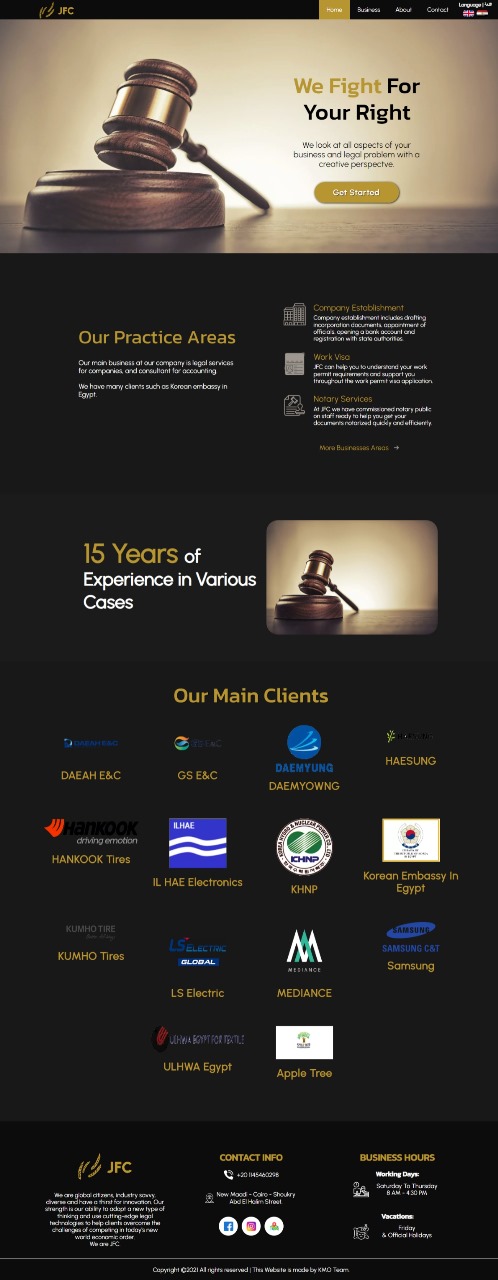 JFC
Home
Business
About
Contact
We Fight For
Your Right
We look at all aspects of your
business and legal problem with a
creative perspectve.
Get Started
Our Practice Areas
Our main business at our company is legal services
for companies, and consultant for accounting.
We have many clients such as Korean embassy in
Egypt.
Company Establishment
Company establishment includes drafting
incorporation documents, appointment of
officals, opening a bank account and
registration with state authorities.
Work Visa
JFC can help you to understand your work
permit requirements and support you
throughout the work permit visa application.
Notary Services
At JFC we have commissioned notary public
on staff ready to help you get your
documents notarized quickly and efficiently.
More Businesses Areas →
15 Years of
Experience in Various
Cases
Our Main Clients
DAEAH E&C
DAEAH E&C
GS E&C
GS E&C
DAEMYUNG
DAEMYOWNG
HAESUNG
HANKOOK
driving emotion
HANKOOK Tires
ILHAE
IL HAE Electronics
KOREA HYDRO & NUCLEAR POWER CO., LTD
KHNP
KHNP
Korean Embassy In
Egypt
KUMHO TIRE
KUMHO Tires
LS ELECTRIC
GLOBAL
LS Electric
MEDIANCE
MEDIANCE
SAMSUNG
SAMSUNG C&T
Samsung
ULHWA EGYPT FOR TEXTILE
ULHWA Egypt
Apple Tree
JFC
We are global citizens, industry savvy,
diverse and have a thirst for innovation. Our
strength is our ability to adapt a new type of
thinking and use cutting-edge legal
technologies to help clients overcome the
challenges of competing in today's new
world economic order.
We are JFC.
CONTACT INFO
+20 1145460298
New Maadi - Cairo - Shoukry
Abd El Halim Street.
BUSINESS HOURS
Working Days:
Saturday To Thursday
8 AM - 4:30 PM
Vacations:
Friday
& Official Holidays
Copyright ©2021 All rights reserved | This Website is made by KMO Team